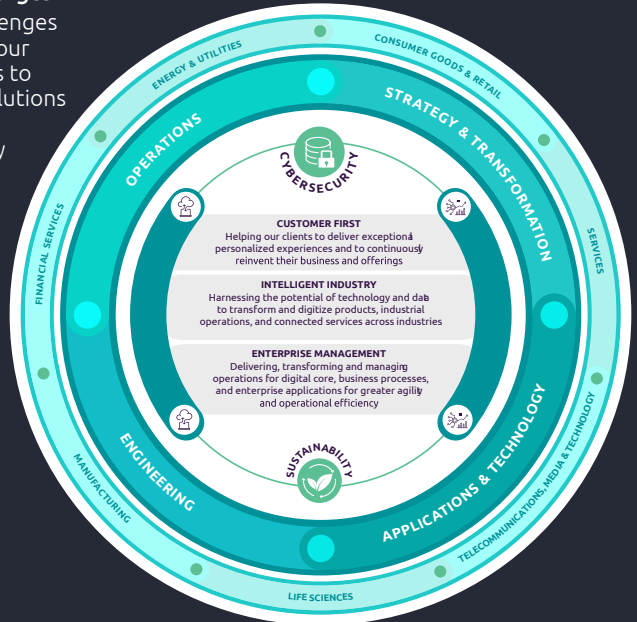 enges
our
s to
lutions
y
CONSUMER GOODS & RETAIL
ENERGY & UTILITIES
STRATEGY & TRANSFORMATION
OPERATIONS
CYBERSECURITY
FINANCIAL SERVICES
SERVICES
CUSTOMER FIRST
Helping our clients to deliver exceptional
personalized experiences and to continuously
reinvent their business and offerings
INTELLIGENT INDUSTRY
Harnessing the potential of technology and data
to transform and digitize products, industrial
operations, and connected services across industries
ENTERPRISE MANAGEMENT
Delivering, transforming and managing
operations for digital core, business processes,
and enterprise applications for greater agility
and operational efficiency
SUSTAINABILITY
ENGINEERING
APPLICATIONS & TECHNOLOGY
MANUFACTURING
TELECOMMUNICATIONS, MEDIA & TECHNOLOGY
LIFE SCIENCES